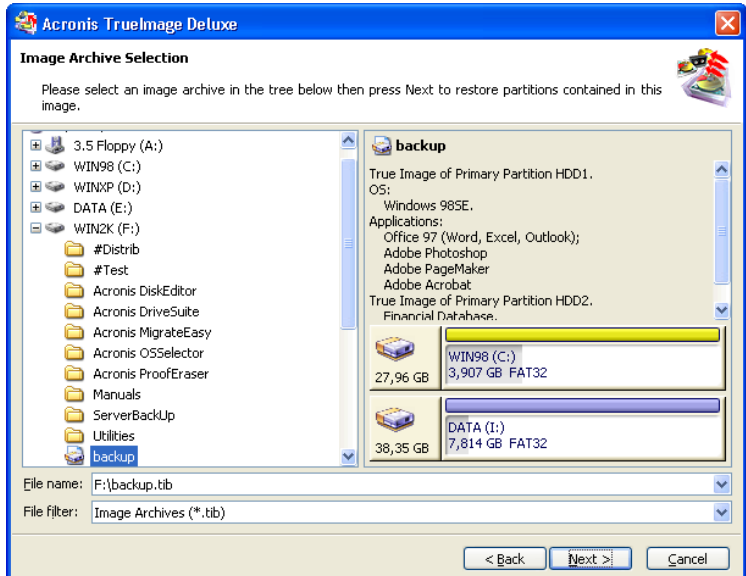 Acronis TrueImage Deluxe
Image Archive Selection
Please select an image archive in the tree below then press Next to restore partitions contained in this
image.
3.5 Floppy (A:)
WIN98 (C:)
WINXP (D:)
DATA (E:)
WIN2K (F:)
#Distrib
#Test
Acronis DiskEditor
Acronis DriveSuite
Acronis MigrateEasy
Acronis OSSelector
Acronis ProofEraser
Manuals
ServerBackUp
Utilities
backup
backup
True Image of Primary Partition HDD1.
OS:
Windows 98SE.
Applications:
Office 97 (Word, Excel, Outlook);
Adobe Photoshop
Adobe PageMaker
Adobe Acrobat
True Image of Primary Partition HDD2.
Financial Database.
27,96 GB
WIN98 (C:)
3,907 GB FAT32
38,35 GB
DATA (I:)
7,814 GB FAT32
File name: F:\backup.tib
File filter: Image Archives (*.tib)
< Back Next > Cancel